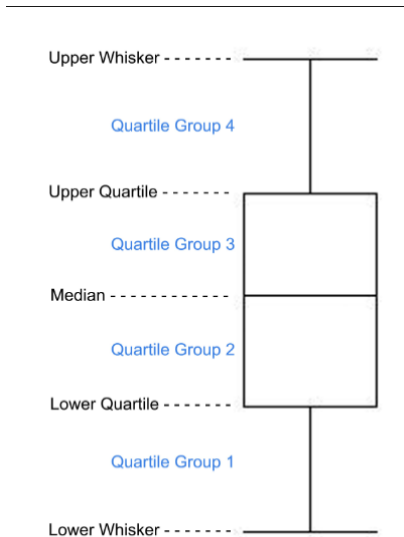 Upper Whisker
Quartile Group 4
Upper Quartile
Quartile Group 3
Median
Quartile Group 2
Lower Quartile
Quartile Group 1
Lower Whisker